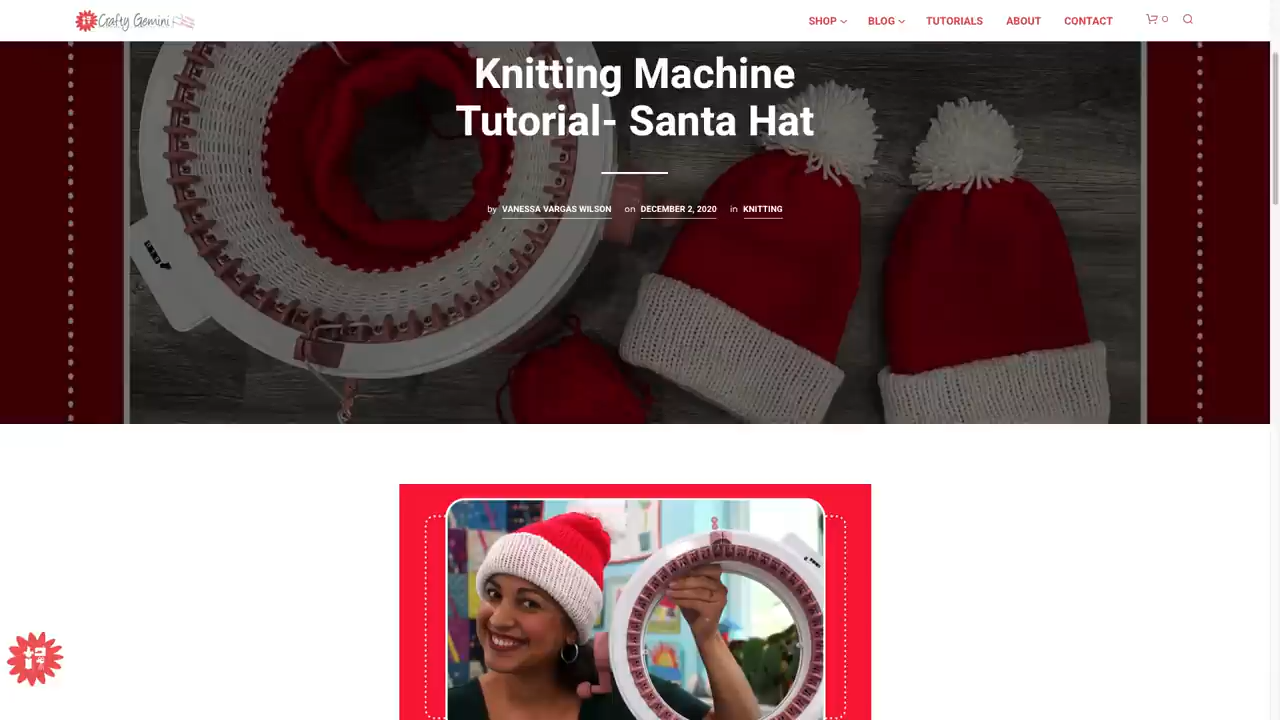 Crafty Gemini
SHOP
BLOG
TUTORIALS
ABOUT
CONTACT
0
Knitting Machine
Tutorial- Santa Hat
by VANESSA VARGAS WILSON on DECEMBER 2, 2020 in KNITTING